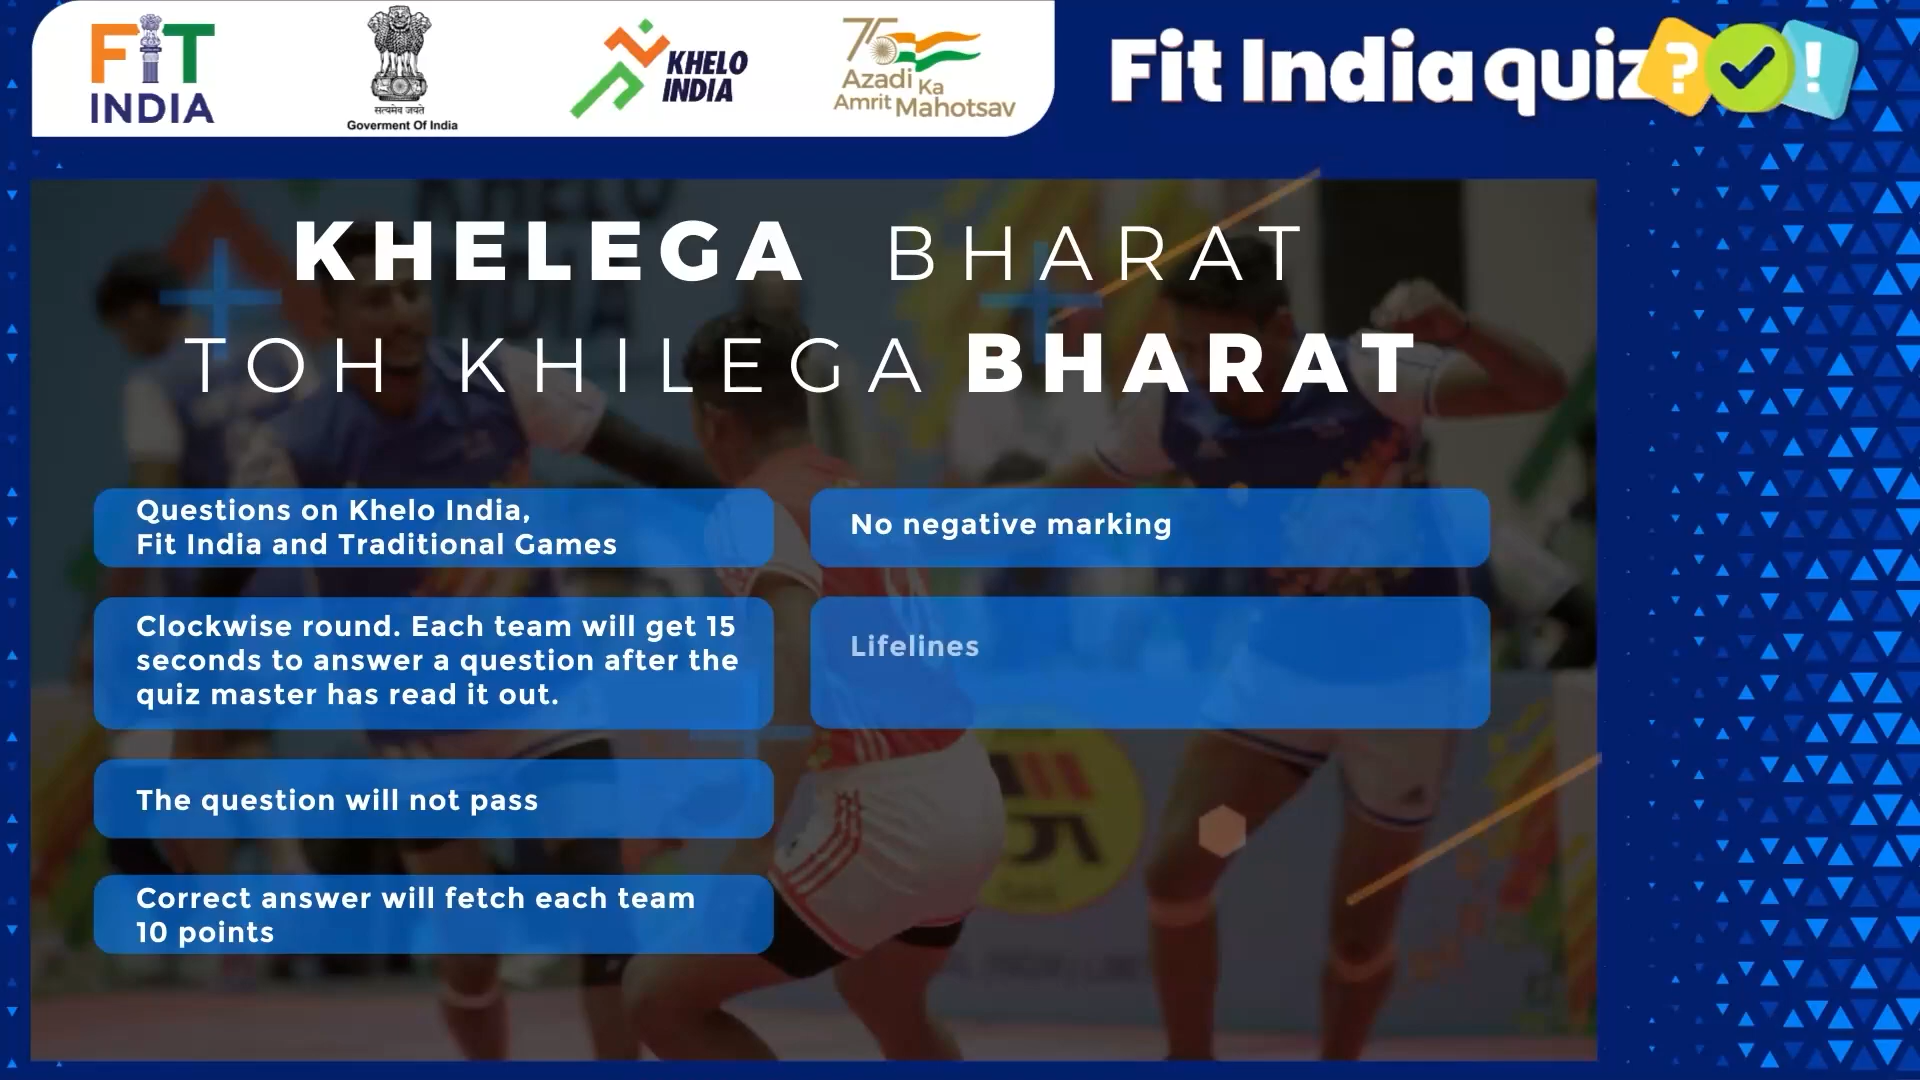 FIT
INDIA
सत्यमेव जयते
Goverment Of India
KHELO
INDIA
75
Azadi Ka
Amrit Mahotsav
Fit India quiz ? !
KHELEGA BHARAT
TOH KHILEGA BHARAT
Questions on Khelo India,
Fit India and Traditional Games
Clockwise round. Each team will get 15
seconds to answer a question after the
quiz master has read it out.
The question will not pass
Correct answer will fetch each team
10 points
No negative marking
Lifelines